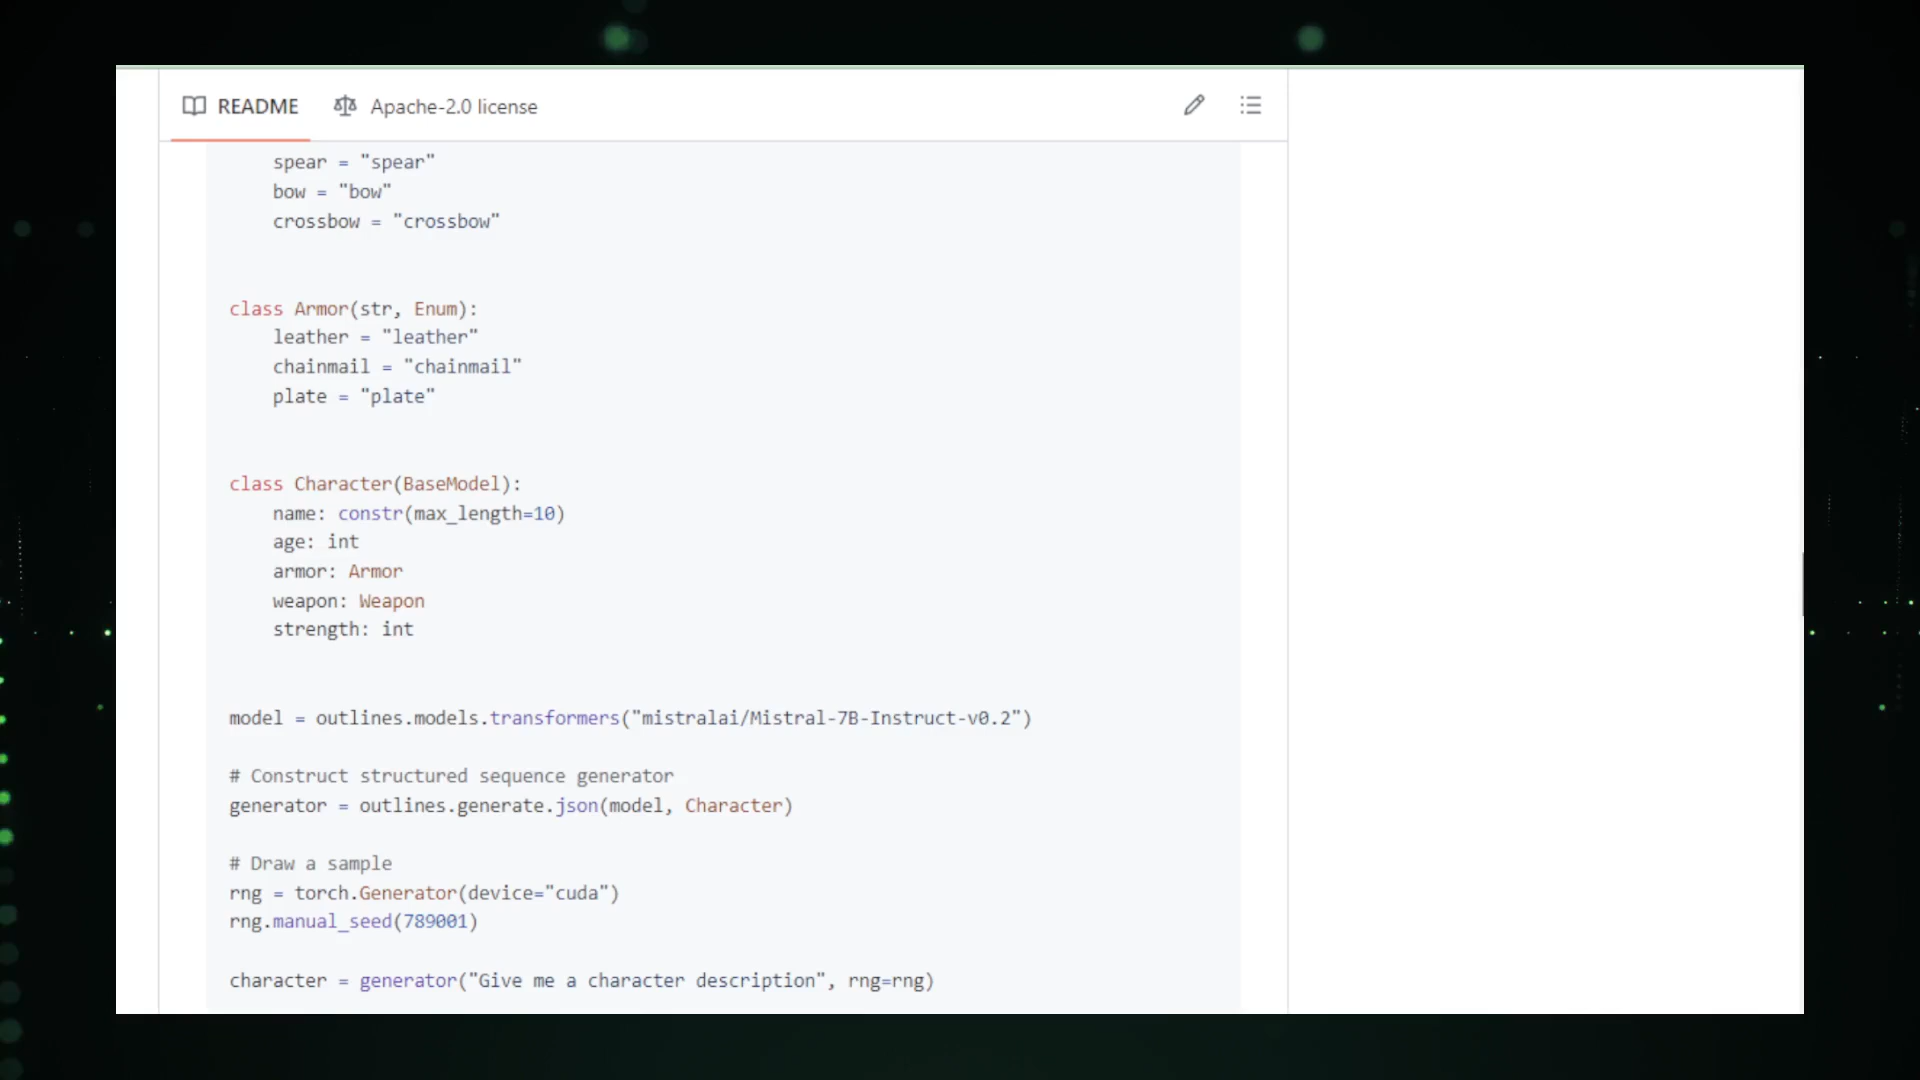 README Apache-2.0 license
spear = "spear"
bow = "bow"
crossbow = "crossbow"
class Armor(str, Enum):
leather = "leather"
chainmail = "chainmail"
plate = "plate"
class Character(BaseModel):
name: constr(max_length=10)
age: int
armor: Armor
weapon: Weapon
strength: int
model = outlines.models.transformers("mistralai/Mistral-7B-Instruct-v0.2")
# Construct structured sequence generator
generator = outlines.generate.json(model, Character)
# Draw a sample
rng = torch.Generator(device="cuda")
rng.manual_seed(789001)
character = generator("Give me a character description", rng=rng)